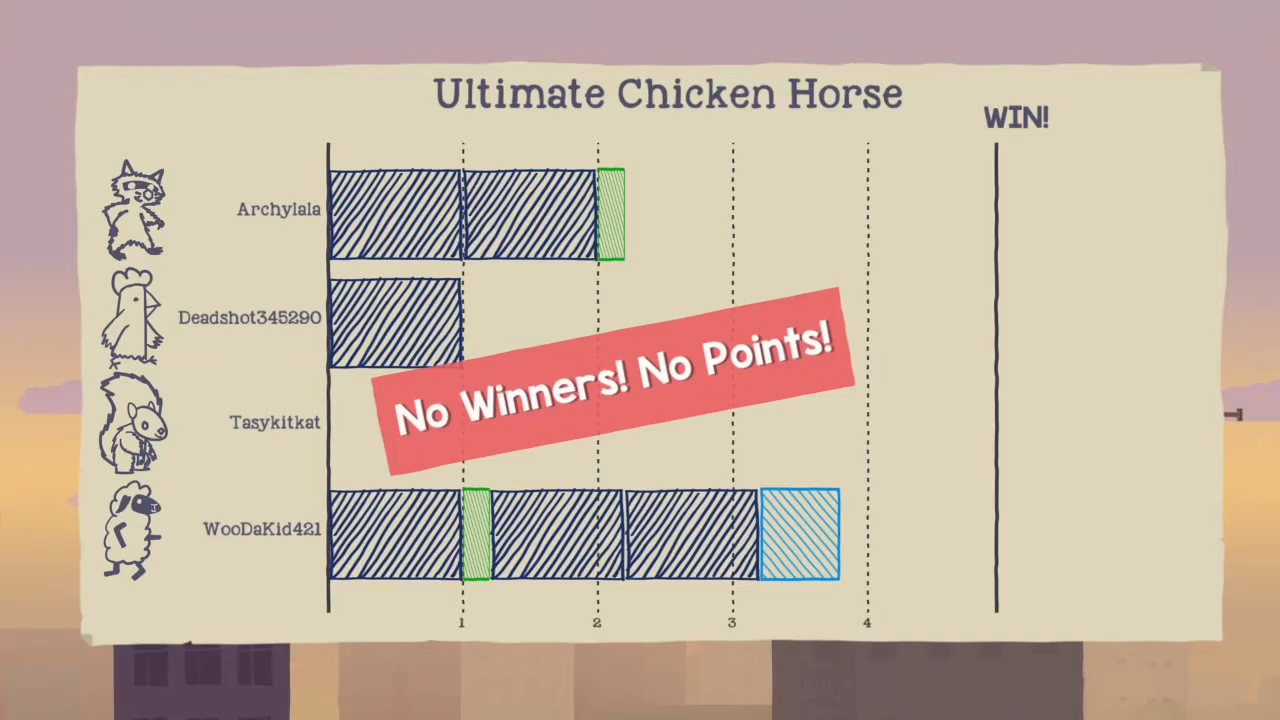 Ultimate Chicken Horse
WIN!
Archylala
Deadshot345290
No Winners! No Points!
Tasykitkat
WooDaKid421
1 2 3 4